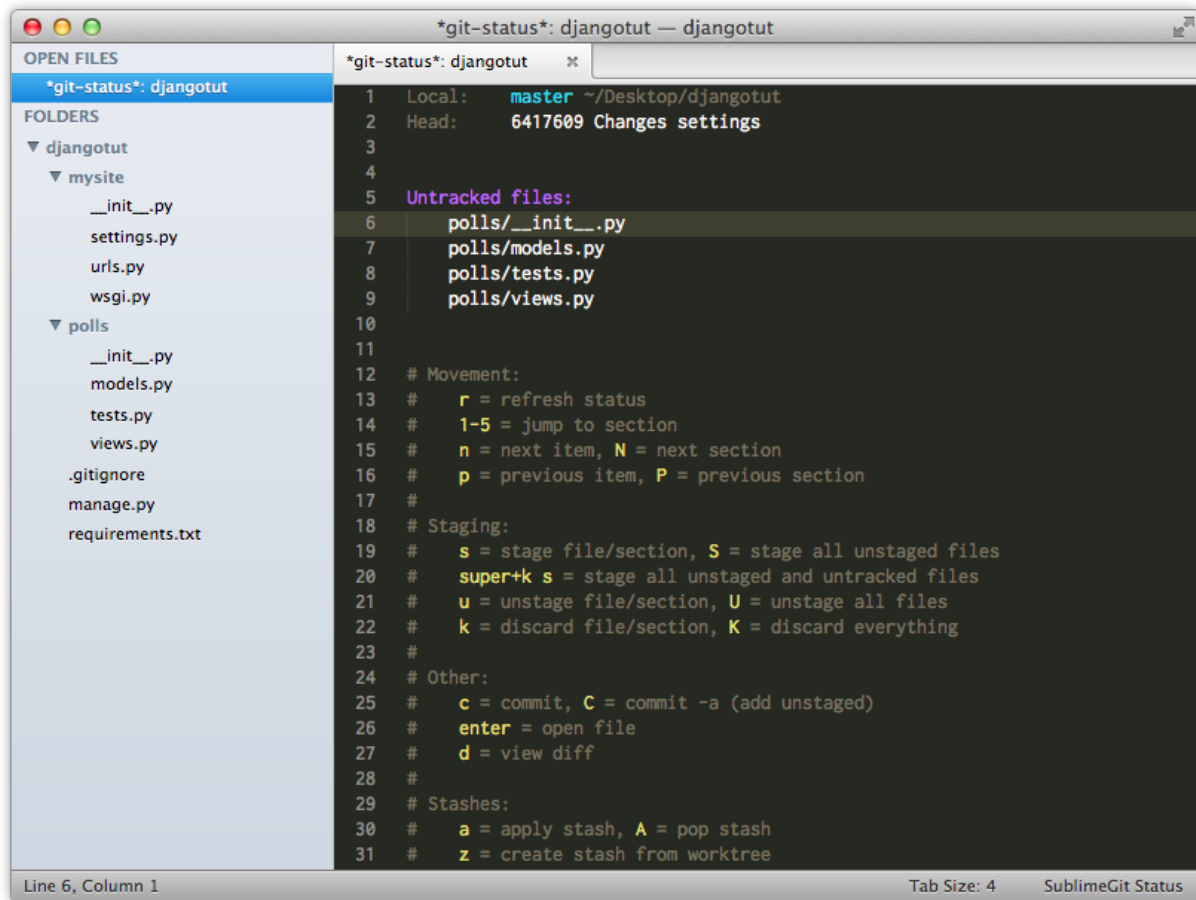 *git-status*: djangotut — djangotut
OPEN FILES
*git-status*: djangotut
FOLDERS
djangotut
mysite
__init__.py
settings.py
urls.py
wsgi.py
polls
__init__.py
models.py
tests.py
views.py
.gitignore
manage.py
requirements.txt
*git-status*: djangotut
1 Local: master ~/Desktop/djangotut
2 Head: 6417609 Changes settings
3
4
5 Untracked files:
6 polls/__init__.py
7 polls/models.py
8 polls/tests.py
9 polls/views.py
10
11
12 # Movement:
13 # r = refresh status
14 # 1-5 = jump to section
15 # n = next item, N = next section
16 # p = previous item, P = previous section
17 #
18 # Staging:
19 # s = stage file/section, S = stage all unstaged files
20 # super+k s = stage all unstaged and untracked files
21 # u = unstage file/section, U = unstage all files
22 # k = discard file/section, K = discard everything
23 #
24 # Other:
25 # c = commit, C = commit -a (add unstaged)
26 # enter = open file
27 # d = view diff
28 #
29 # Stashes:
30 # a = apply stash, A = pop stash
31 # z = create stash from worktree
Line 6, Column 1
Tab Size: 4 SublimeGit Status